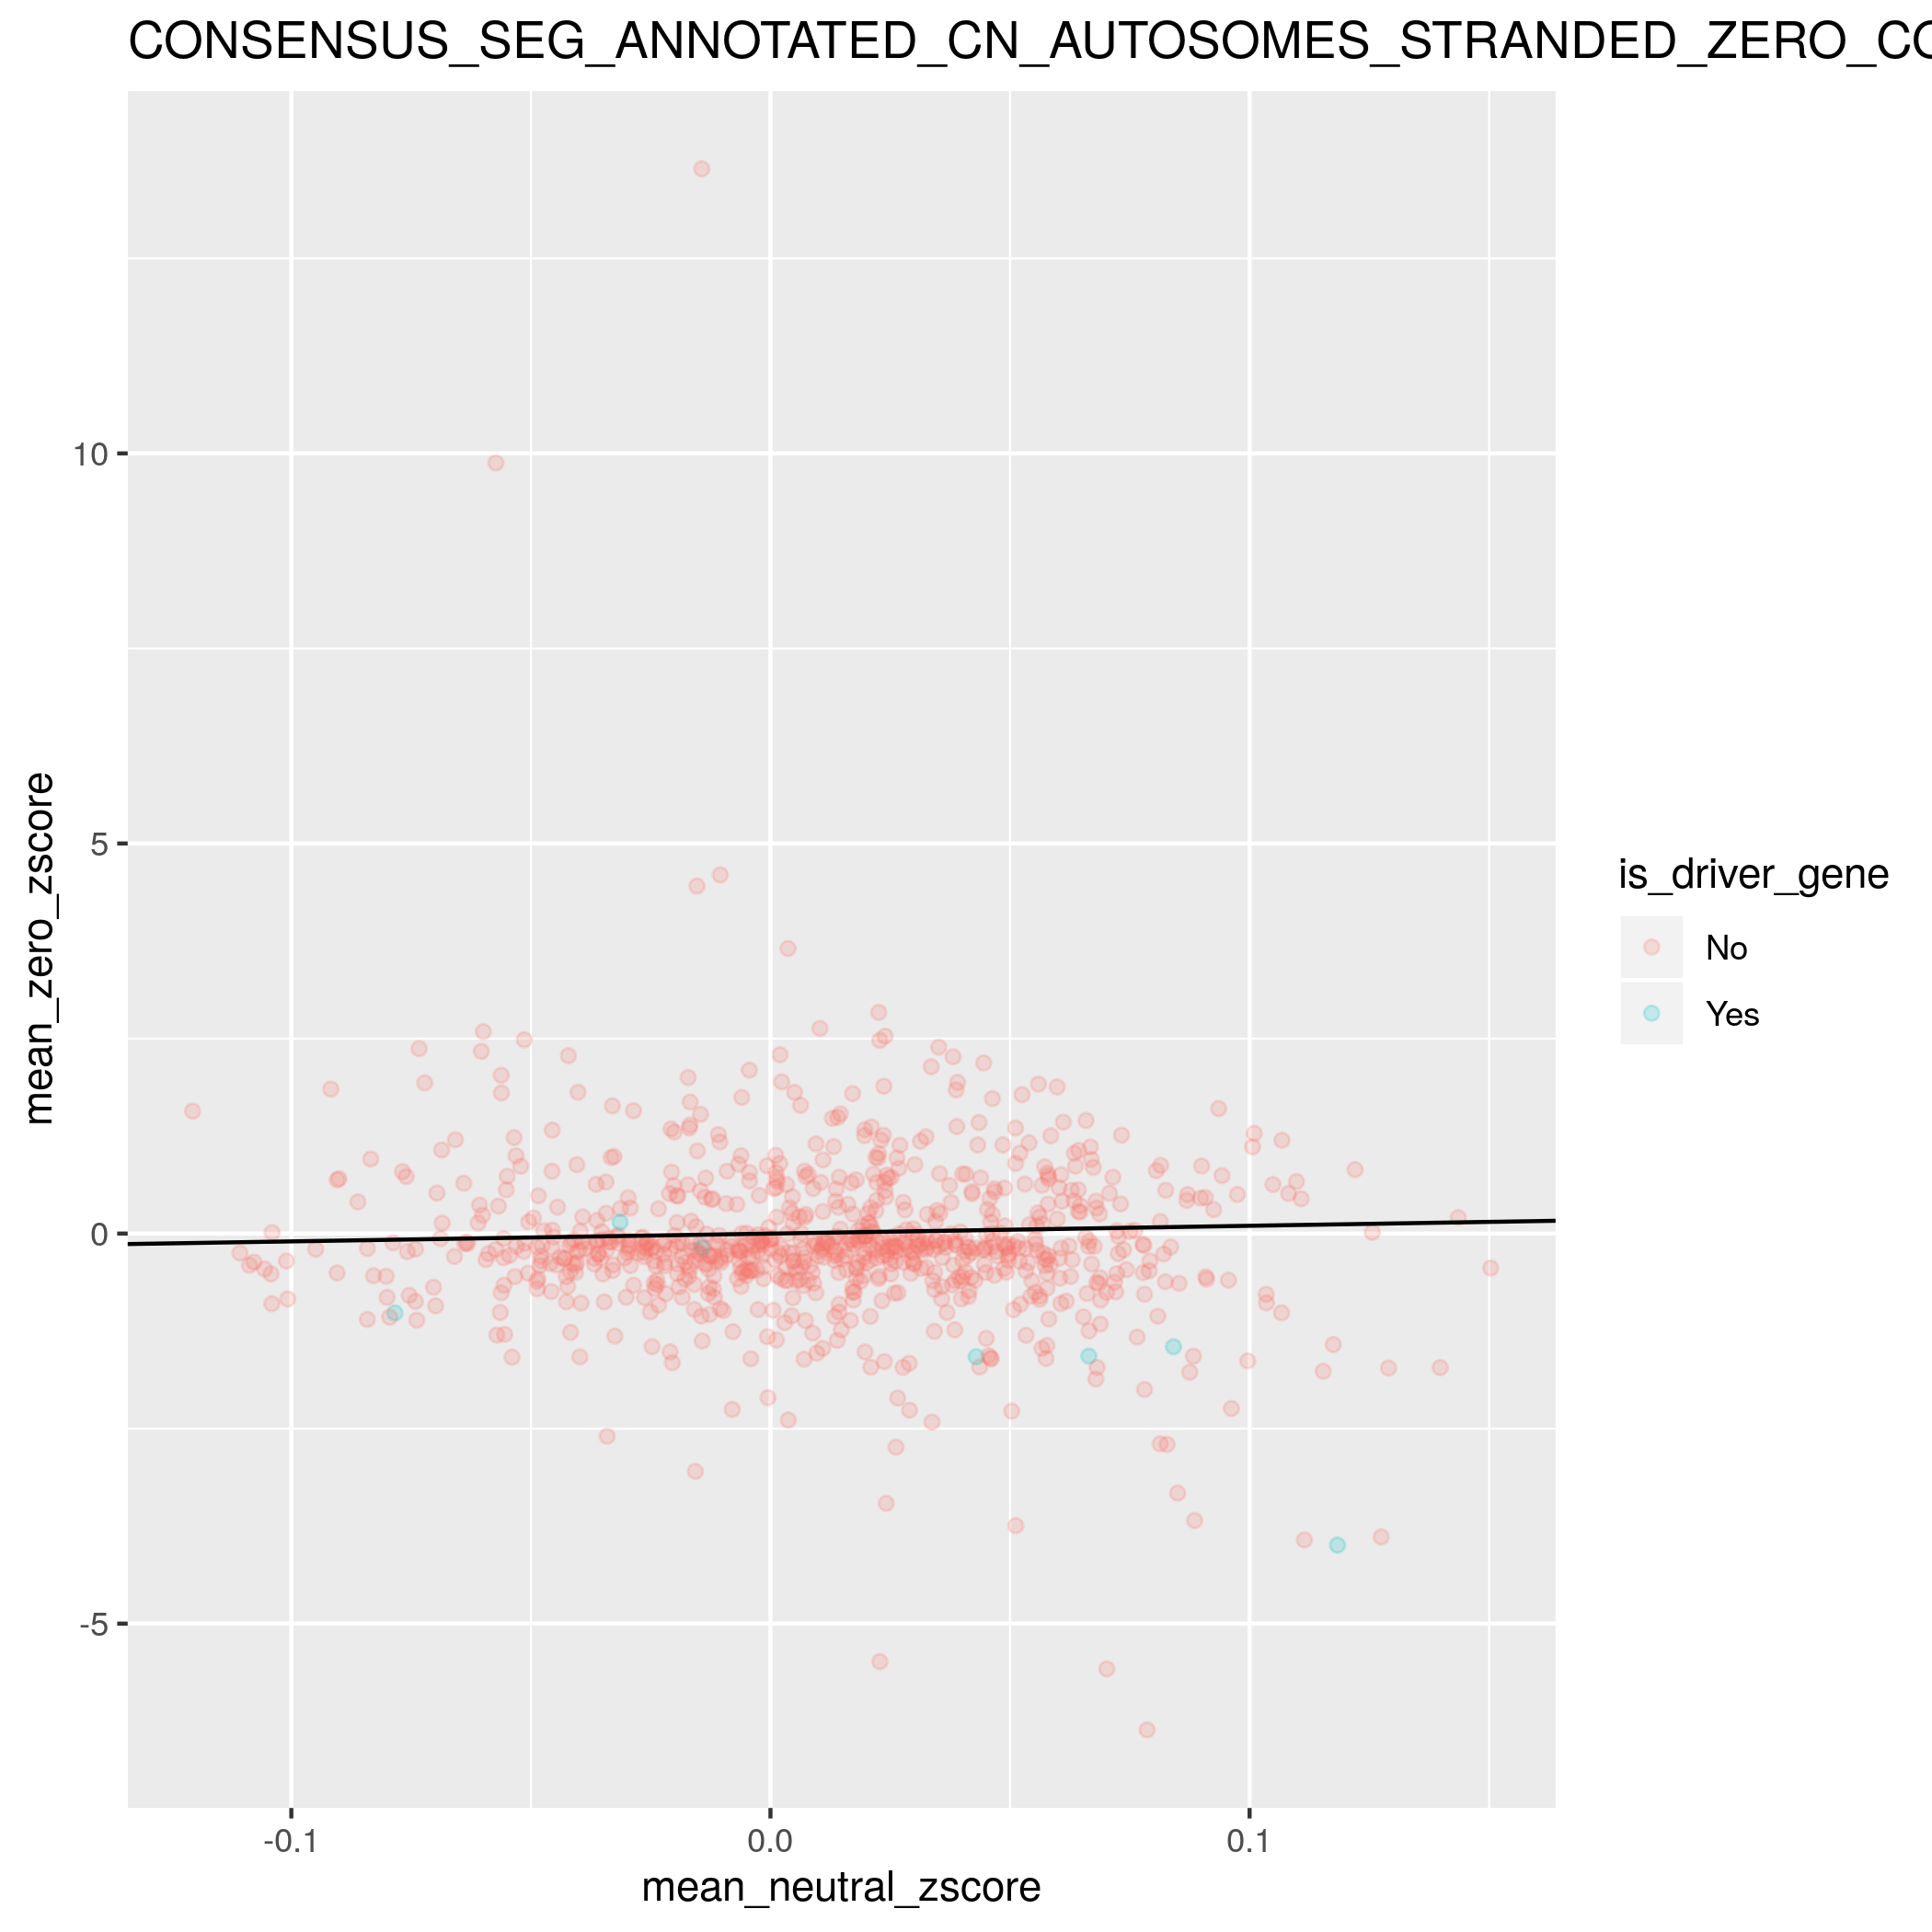 CONSENSUS_SEG_ANNOTATED_CN_AUTOSOMES_STRANDED_ZERO_CO
10
5
0
-5
mean_zero_zscore
-0.1 0.0 0.1
mean_neutral_zscore
is_driver_gene
No
Yes